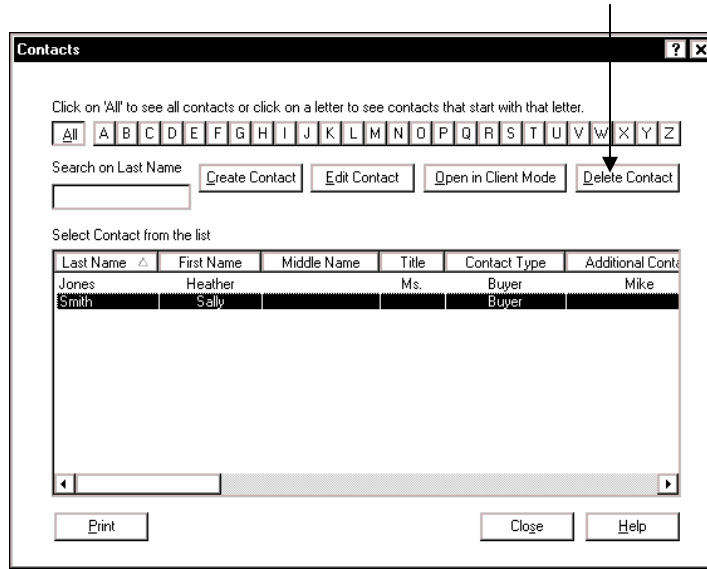 Contacts
Click on 'All' to see all contacts or click on a letter to see contacts that start with that letter.
All A B C D E F G H I J K L M N O P Q R S T U V W X Y Z
Search on Last Name
Create Contact Edit Contact Open in Client Mode Delete Contact
Select Contact from the list
Last Name First Name Middle Name Title Contact Type Additional Conta
Jones Heather Ms. Buyer Mike
Smith Sally Buyer
Print Close Help